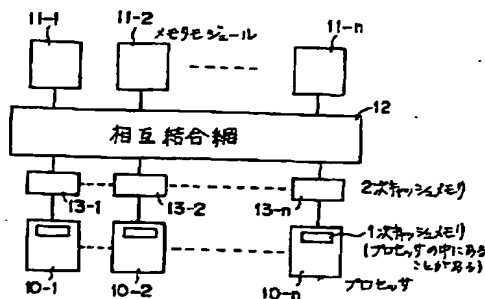 11-1
11-2
メモリモジュール
11-n
12
相互結合網
2次キャッシュメモリ
13-1
13-2
13-n
1次キャッシュメモリ
(プロセッサの中にある
ことがある)
10-1
10-2
10-n
プロセッサ